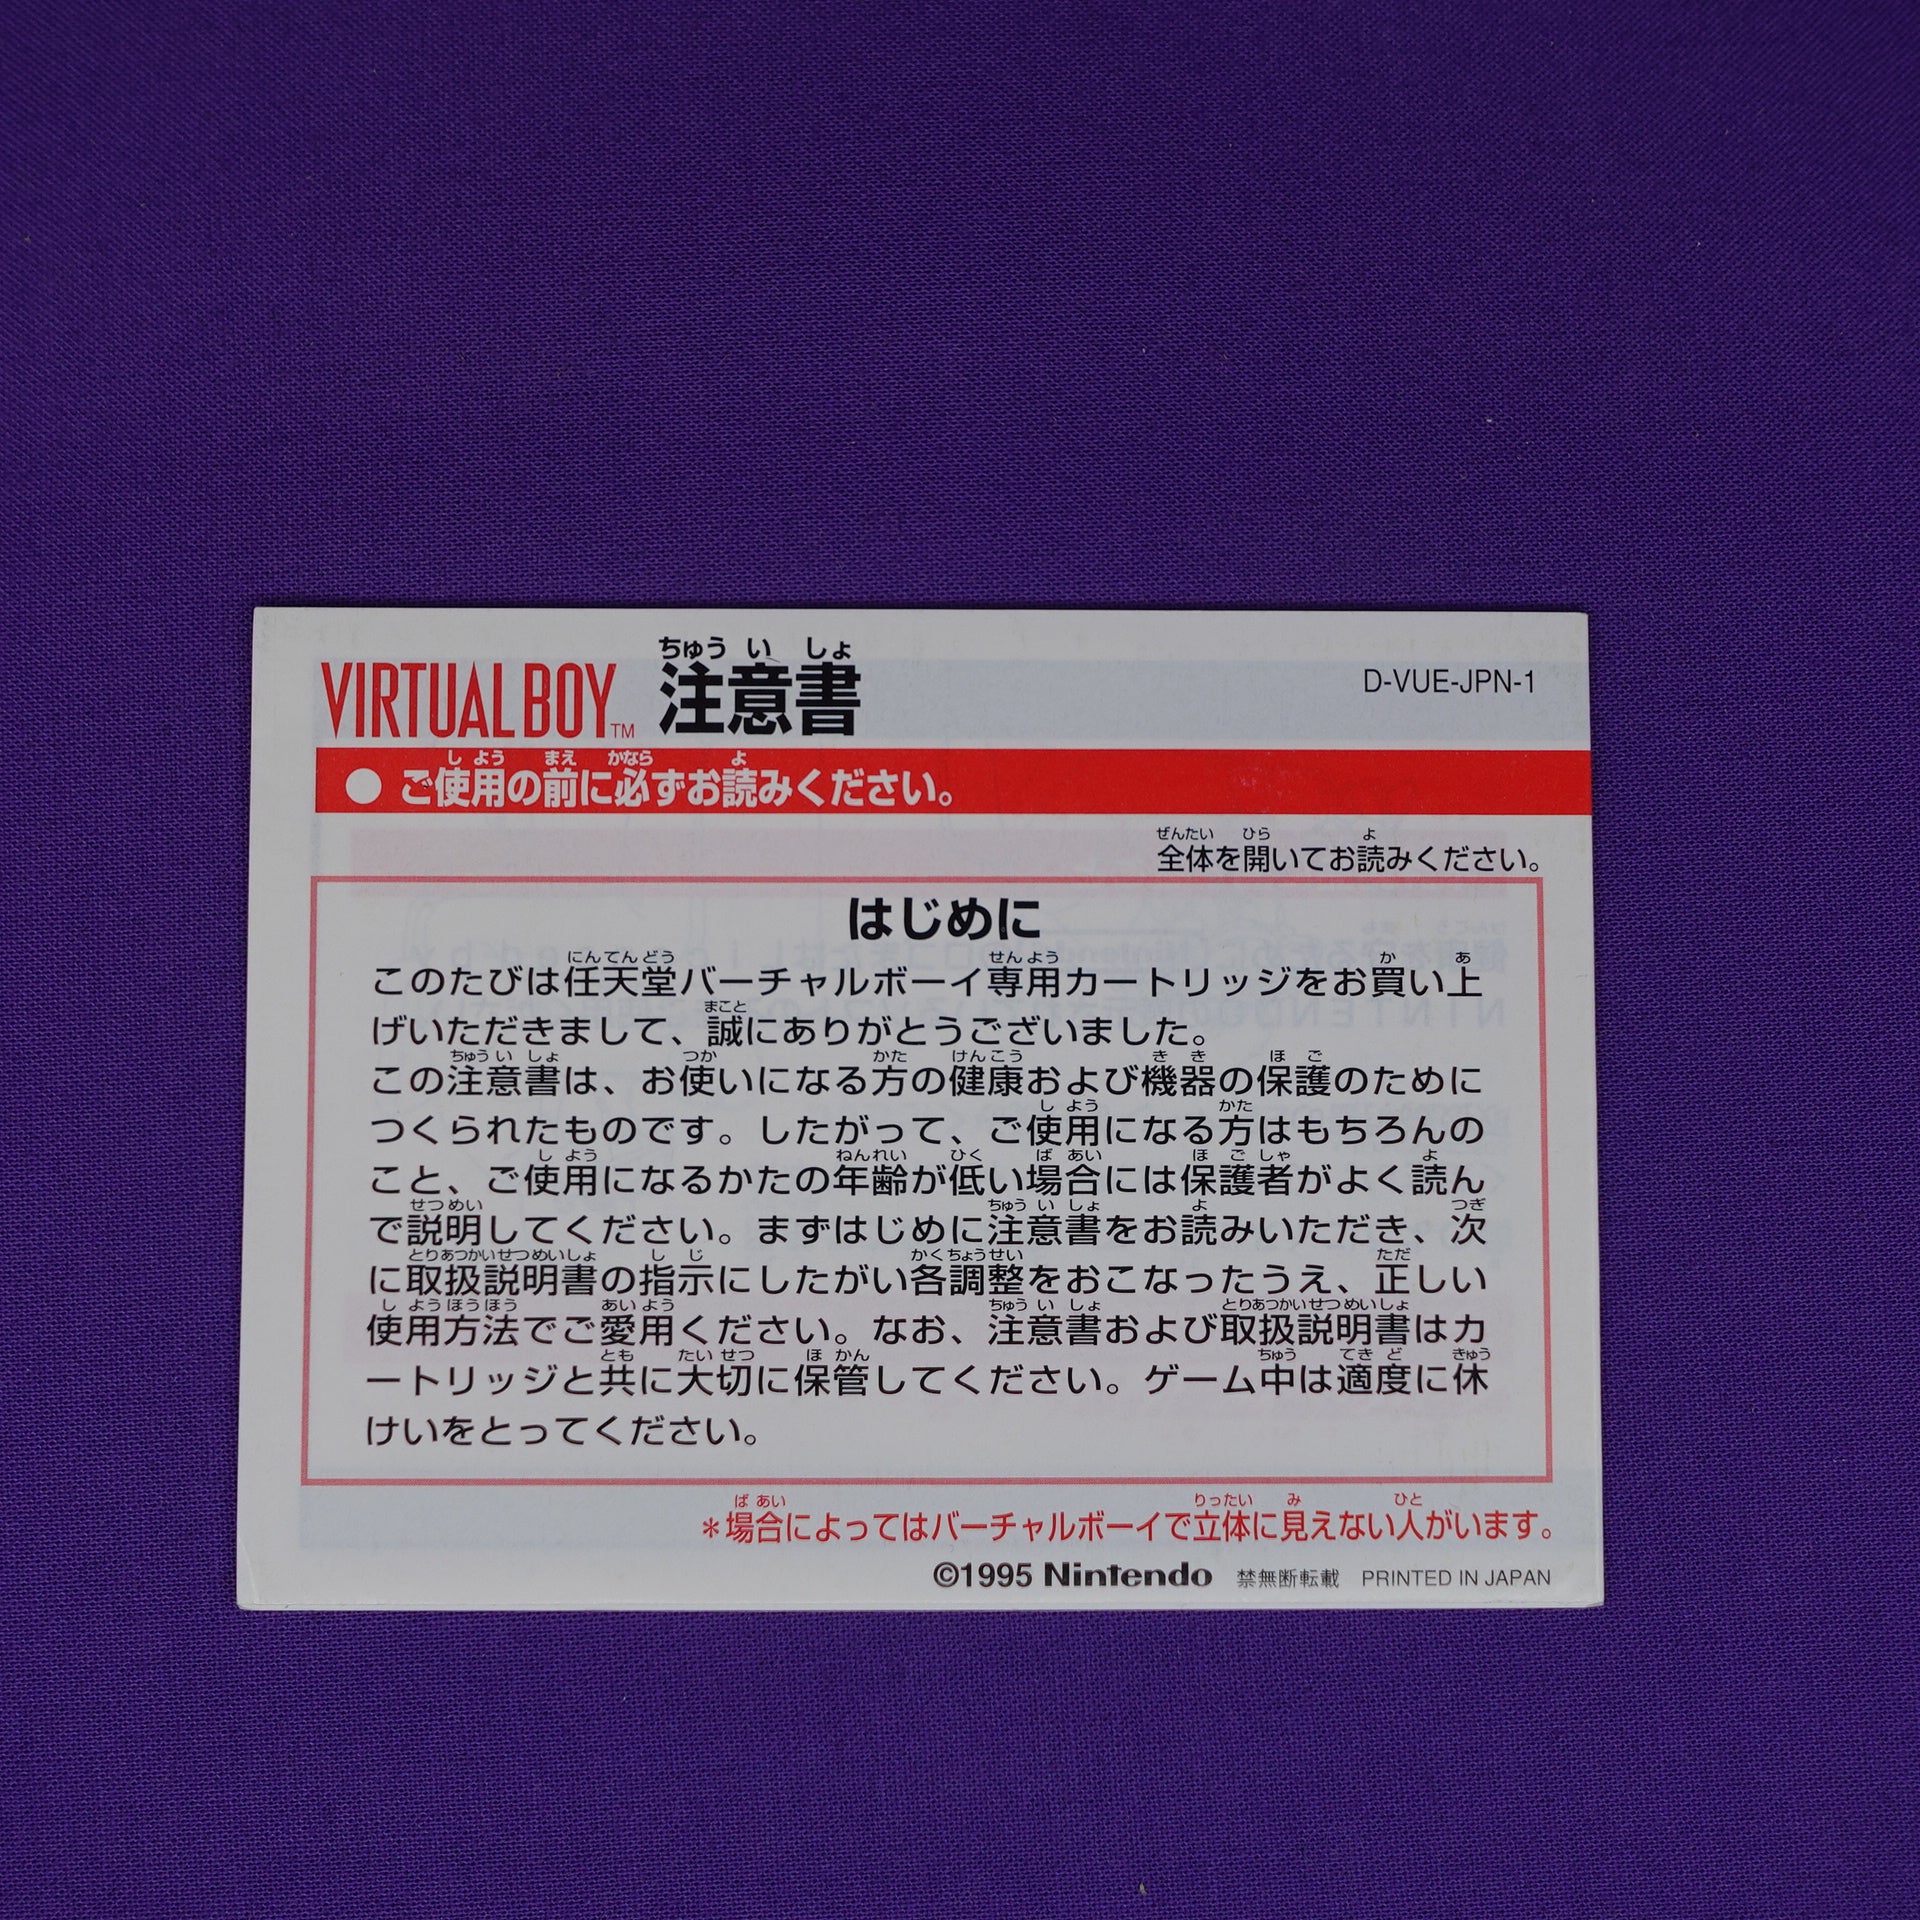 VIRTUAL BOY TM 注意書
ちゅう い しょ
D-VUE-JPN-1
し よう まえ かなら よ
● ご使用の前に必ずお読みください。
ぜんたい ひら よ
全体を開いてお読みください。
はじめに
にんてんどう せんよう か あ
このたびは任天堂バーチャルボーイ専用カートリッジをお買い上
まこと
げいただきまして、誠にありがとうございました。
ちゅう い しょ つか かた けんこう き き ほ ご
この注意書は、お使いになる方の健康および機器の保護のために
し よう かた
つくられたものです。したがって、ご使用になる方はもちろんの
し よう ねんれい ひく ば あい ほ ご しゃ よ
こと、ご使用になるかたの年齢が低い場合には保護者がよく読ん
せつめい ちゅう い しょ よ つぎ
で説明してください。まずはじめに注意書をお読みいただき、次
とりあつかいせつめいしょ し じ かくちょうせい ただ
に取扱説明書の指示にしたがい各調整をおこなったうえ、正しい
し よう ほうほう あいよう ちゅう い しょ とりあつかいせつめいしょ
使用方法でご愛用ください。なお、注意書および取扱説明書はカ
とも たいせつ ほ かん ちゅう てき ど きゅう
ートリッジと共に大切に保管してください。ゲーム中は適度に休
けいをとってください。
ば あい りったい み ひと
＊場合によってはバーチャルボーイで立体に見えない人がいます。
©1995 Nintendo 禁無断転載 PRINTED IN JAPAN